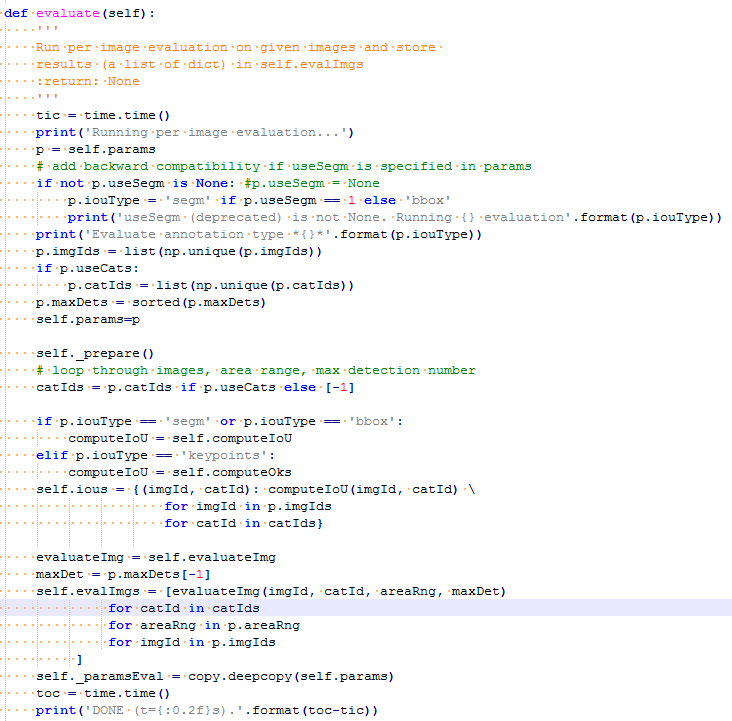 def evaluate(self):
    '''
    Run per image evaluation on given images and store
    results (a list of dict) in self.evalImgs
    :return: None
    '''
    tic = time.time()
    print('Running per image evaluation...')
    p = self.params
    # add backward compatibility if useSegm is specified in params
    if not p.useSegm is None: #p.useSegm = None
        p.iouType = 'segm' if p.useSegm == 1 else 'bbox'
        print('useSegm (deprecated) is not None. Running {} evaluation'.format(p.iouType))
    print('Evaluate annotation type *{}*'.format(p.iouType))
    p.imgIds = list(np.unique(p.imgIds))
    if p.useCats:
        p.catIds = list(np.unique(p.catIds))
    p.maxDets = sorted(p.maxDets)
    self.params=p

    self._prepare()
    # loop through images, area range, max detection number
    catIds = p.catIds if p.useCats else [-1]

    if p.iouType == 'segm' or p.iouType == 'bbox':
        computeIoU = self.computeIoU
    elif p.iouType == 'keypoints':
        computeIoU = self.computeOks
    self.ious = {(imgId, catId): computeIoU(imgId, catId) \
                    for imgId in p.imgIds
                    for catId in catIds}

    evaluateImg = self.evaluateImg
    maxDet = p.maxDets[-1]
    self.evalImgs = [evaluateImg(imgId, catId, areaRng, maxDet)
             for catId in catIds
             for areaRng in p.areaRng
             for imgId in p.imgIds
         ]
    self._paramsEval = copy.deepcopy(self.params)
    toc = time.time()
    print('DONE (t={:0.2f}s).'.format(toc-tic))